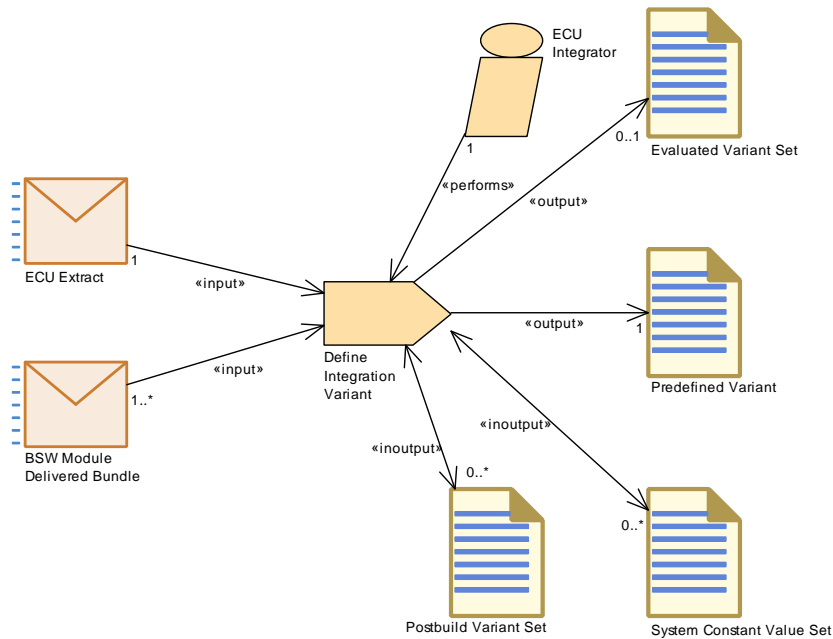 ECU
Integrator
1
«performs»
0..1
Evaluated Variant Set
«output»
1
ECU Extract
«input»
«output»
1
Predefined Variant
«input»
Define
Integration
Variant
1..*
BSW Module
Delivered Bundle
«inoutput»
«inoutput»
0..*
0..*
Postbuild Variant Set
System Constant Value Set